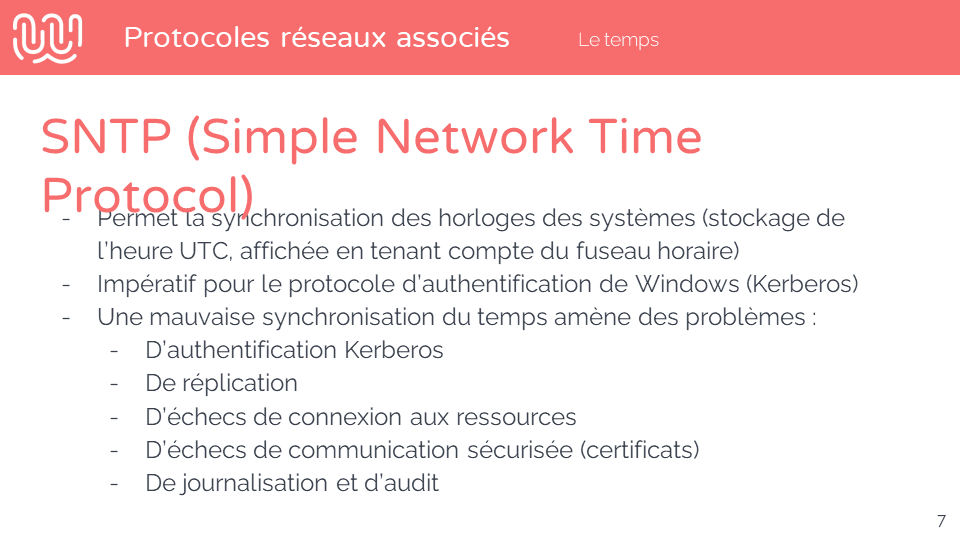 Protocoles réseaux associés
Le temps
SNTP (Simple Network Time
Protocol)
- Permet la synchronisation des horloges des systèmes (stockage de
l'heure UTC, affichée en tenant compte du fuseau horaire)
- Impératif pour le protocole d'authentification de Windows (Kerberos)
- Une mauvaise synchronisation du temps amène des problèmes :
- D'authentification Kerberos
- De réplication
- D'échecs de connexion aux ressources
- D'échecs de communication sécurisée (certificats)
- De journalisation et d'audit
7